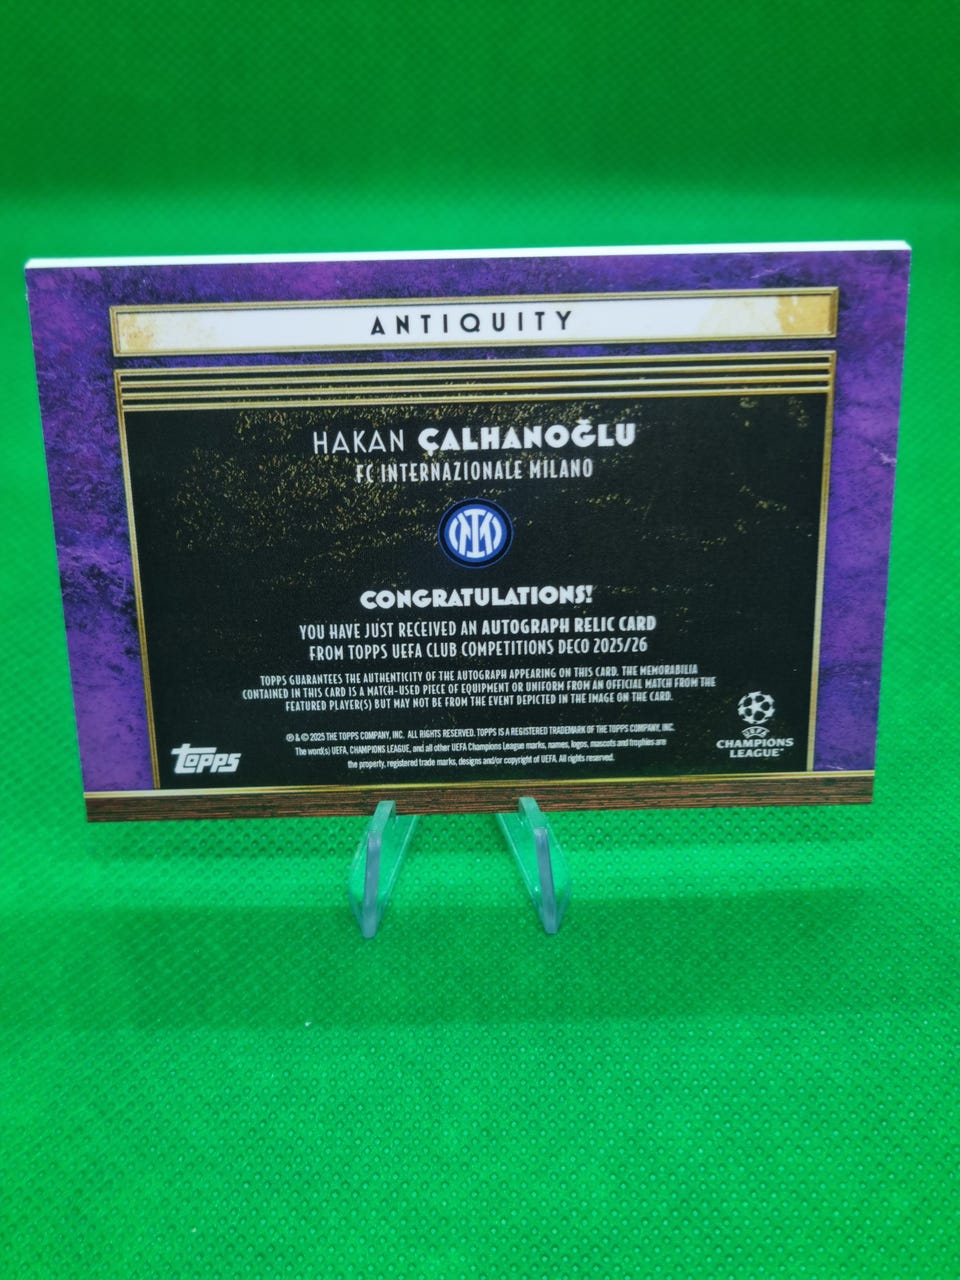 ANTIQUITY
HAKAN ÇALHANOĞLU
FC INTERNAZIONALE MILANO
CONGRATULATIONS!
YOU HAVE JUST RECEIVED AN AUTOGRAPH RELIC CARD
FROM TOPPS UEFA CLUB COMPETITIONS DECO 2025/26
TOPPS GUARANTEES THE AUTHENTICITY OF THE AUTOGRAPH APPEARING ON THIS CARD. THE MEMORABILIA
CONTAINED IN THIS CARD IS A MATCH-USED PIECE OF EQUIPMENT OR UNIFORM FROM AN OFFICIAL MATCH FROM THE
FEATURED PLAYER(S) BUT MAY NOT BE FROM THE EVENT DEPICTED IN THE IMAGE ON THE CARD.
℗ & © 2025 THE TOPPS COMPANY, INC. ALL RIGHTS RESERVED. TOPPS IS A REGISTERED TRADEMARK OF THE TOPPS COMPANY, INC.
The word(s) UEFA, CHAMPIONS LEAGUE, and all other UEFA Champions League marks, names, logos, mascots and trophies are
the property, registered trade marks, designs and/or copyright of UEFA. All rights reserved.
topps
UEFA
CHAMPIONS
LEAGUE